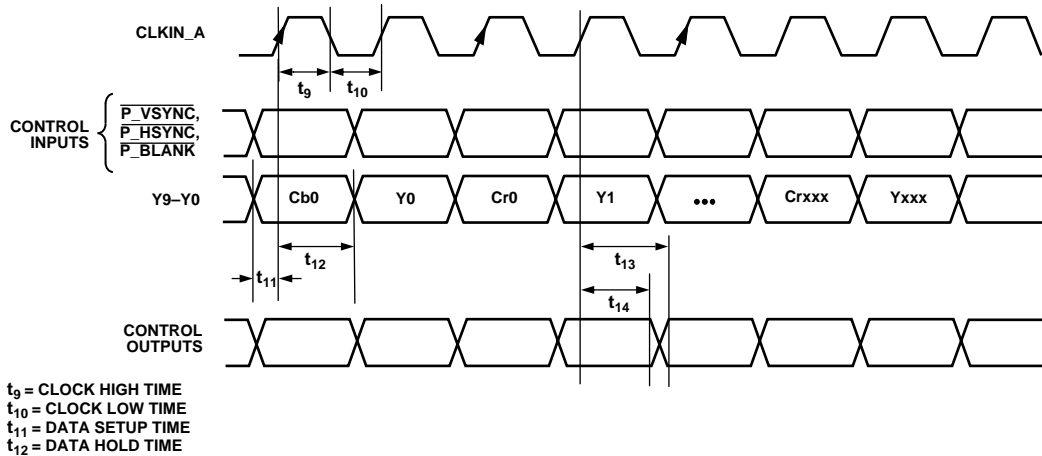 CLKIN_A
t9
t10
CONTROL
INPUTS
P_VSYNC,
P_HSYNC,
P_BLANK
Y9–Y0
Cb0
Y0
Cr0
Y1
•••
Crxxx
Yxxx
t12
t13
t11
t14
CONTROL
OUTPUTS
t9 = CLOCK HIGH TIME
t10 = CLOCK LOW TIME
t11 = DATA SETUP TIME
t12 = DATA HOLD TIME